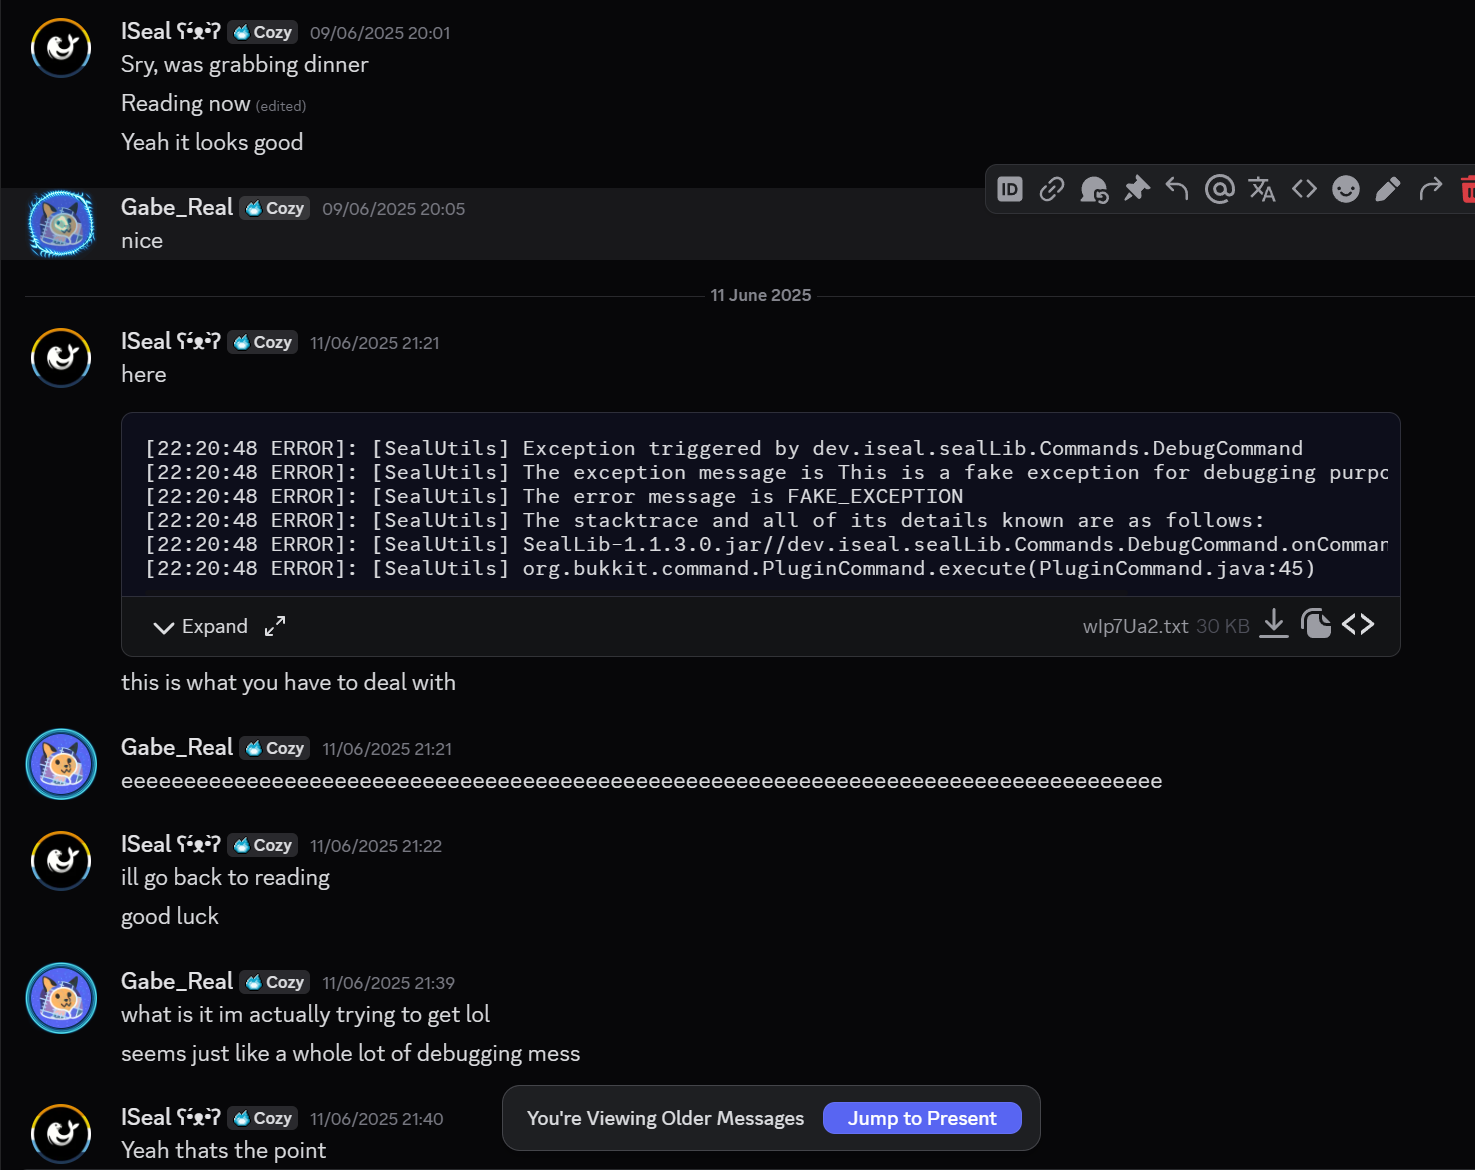 ISeal ʕ·ᴥ·ʔ Cozy 09/06/2025 20:01
Sry, was grabbing dinner
Reading now (edited)
Yeah it looks good
ID
Gabe_Real Cozy 09/06/2025 20:05
nice
11 June 2025
ISeal ʕ·ᴥ·ʔ Cozy 11/06/2025 21:21
here
[22:20:48 ERROR]: [SealUtils] Exception triggered by dev.iseal.sealLib.Commands.DebugCommand
[22:20:48 ERROR]: [SealUtils] The exception message is This is a fake exception for debugging purpo
[22:20:48 ERROR]: [SealUtils] The error message is FAKE_EXCEPTION
[22:20:48 ERROR]: [SealUtils] The stacktrace and all of its details known are as follows:
[22:20:48 ERROR]: [SealUtils] SealLib-1.1.3.0.jar//dev.iseal.sealLib.Commands.DebugCommand.onComman
[22:20:48 ERROR]: [SealUtils] org.bukkit.command.PluginCommand.execute(PluginCommand.java:45)
Expand wlp7Ua2.txt 30 KB
this is what you have to deal with
Gabe_Real Cozy 11/06/2025 21:21
eeeeeeeeeeeeeeeeeeeeeeeeeeeeeeeeeeeeeeeeeeeeeeeeeeeeeeeeeeeeeeeeeeeeeeeeeeeeeeeeeee
ISeal ʕ·ᴥ·ʔ Cozy 11/06/2025 21:22
ill go back to reading
good luck
Gabe_Real Cozy 11/06/2025 21:39
what is it im actually trying to get lol
seems just like a whole lot of debugging mess
ISeal ʕ·ᴥ·ʔ Cozy 11/06/2025 21:40
Yeah thats the point
You're Viewing Older Messages Jump to Present